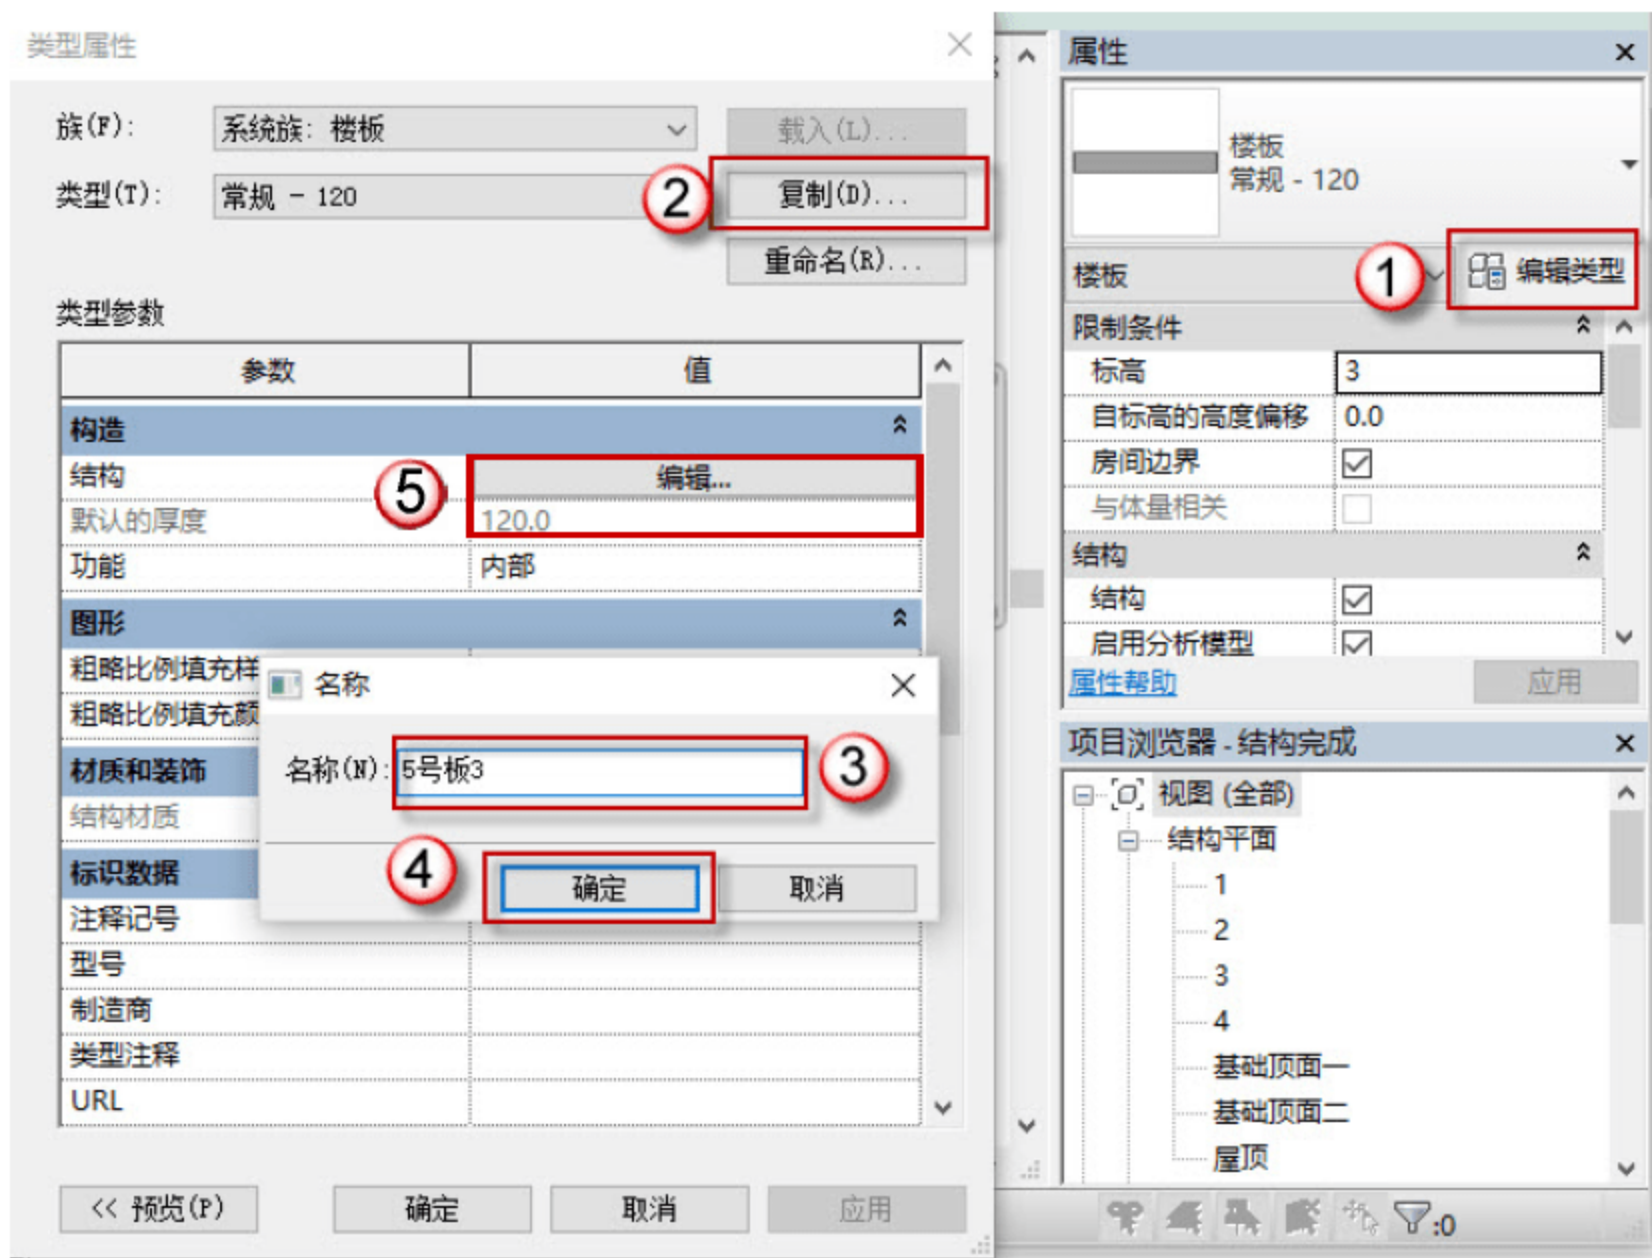 类型属性
族(F):
系统族: 楼板
载入(L)...
类型(T):
常规 - 120
2
复制(D)...
重命名(R)...
类型参数
参数
值
构造
结构
5
编辑...
默认的厚度
120.0
功能
内部
图形
粗略比例填充样
粗略比例填充颜
材质和装饰
结构材质
标识数据
注释记号
型号
制造商
类型注释
URL
名称
名称(N):
5号板3
3
4
确定
取消
<< 预览(P)
确定
取消
应用
属性
楼板
常规 - 120
楼板
1
编辑类型
限制条件
标高
3
自标高的高度偏移
0.0
房间边界
与体量相关
结构
结构
启用分析模型
属性帮助
应用
项目浏览器 - 结构完成
视图 (全部)
结构平面
1
2
3
4
基础顶面一
基础顶面二
屋顶
:0